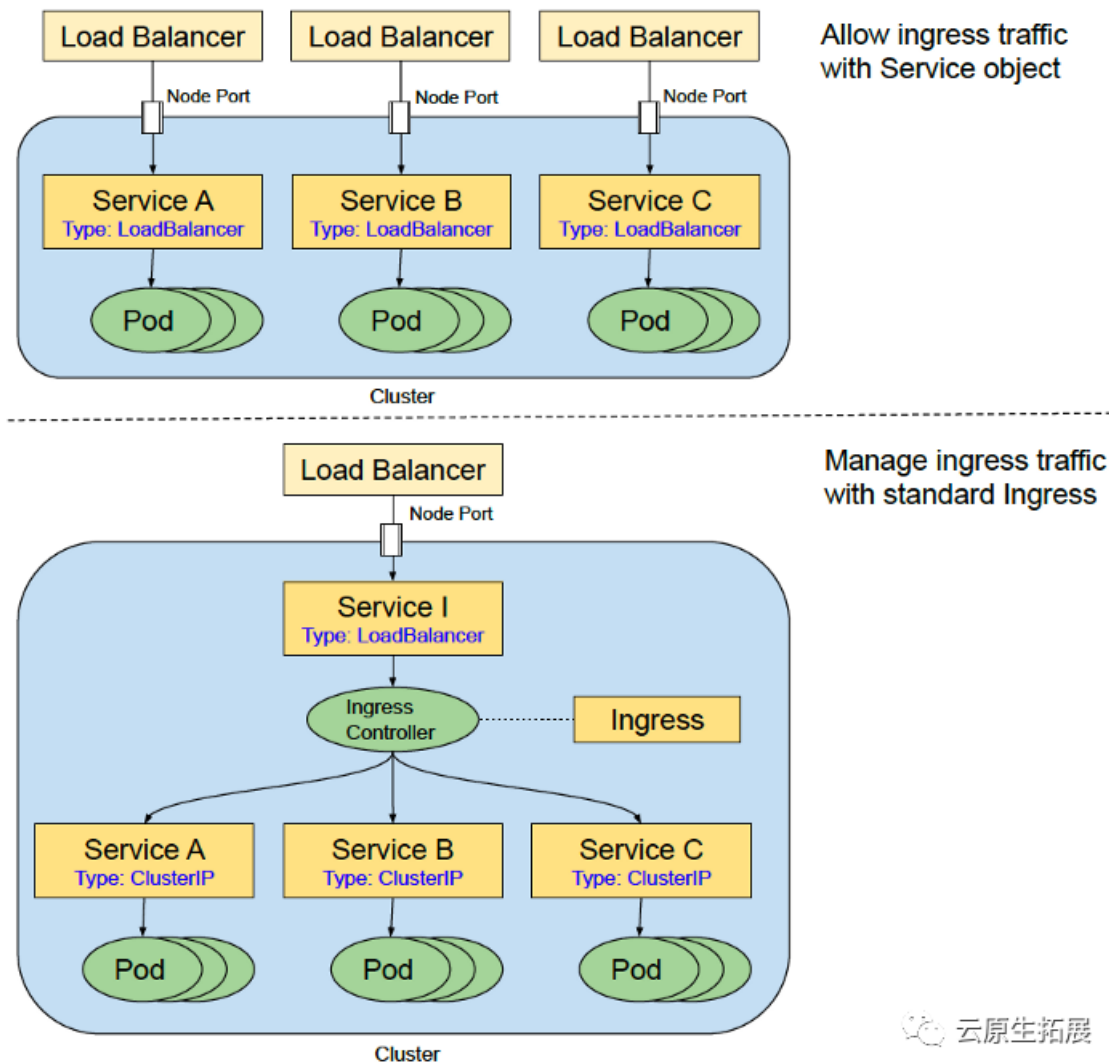 Load Balancer
Load Balancer
Load Balancer
Allow ingress traffic
with Service object
Node Port
Node Port
Node Port
Service A
Type: LoadBalancer
Service B
Type: LoadBalancer
Service C
Type: LoadBalancer
Pod
Pod
Pod
Cluster
Load Balancer
Manage ingress traffic
with standard Ingress
Node Port
Service I
Type: LoadBalancer
Ingress
Controller
Ingress
Service A
Type: ClusterIP
Service B
Type: ClusterIP
Service C
Type: ClusterIP
Pod
Pod
Pod
云原生拓展
Cluster